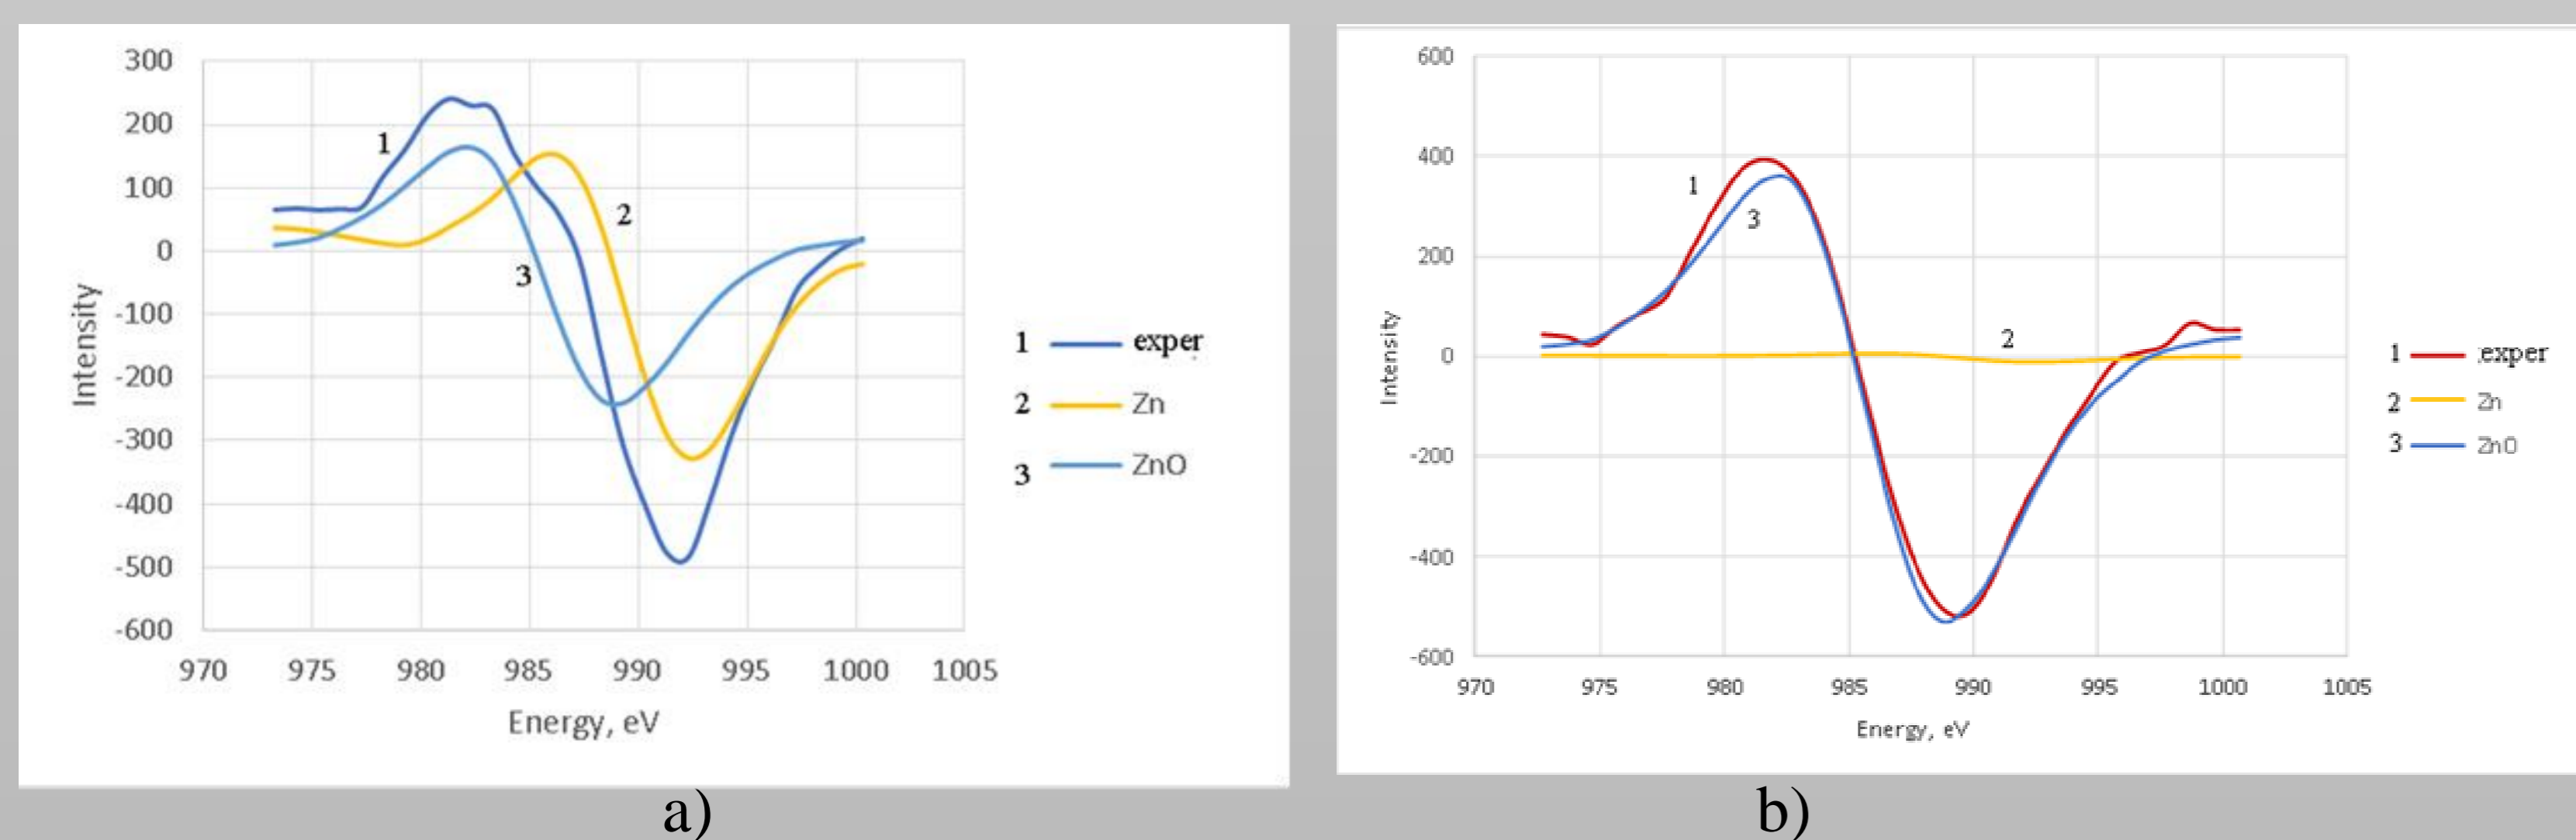 300
200
100
0
-100
-200
-300
-400
-500
-600
970 975 980 985 990 995 1000 1005
Intensity
Energy, eV
1
2
3
1 exper
2 Zn
3 ZnO
a)
600
400
200
0
-200
-400
-600
970 975 980 985 990 995 1000 1005
Intensity
Energy, eV
1
3
2
1 exper
2 Zn
3 ZnO
b)